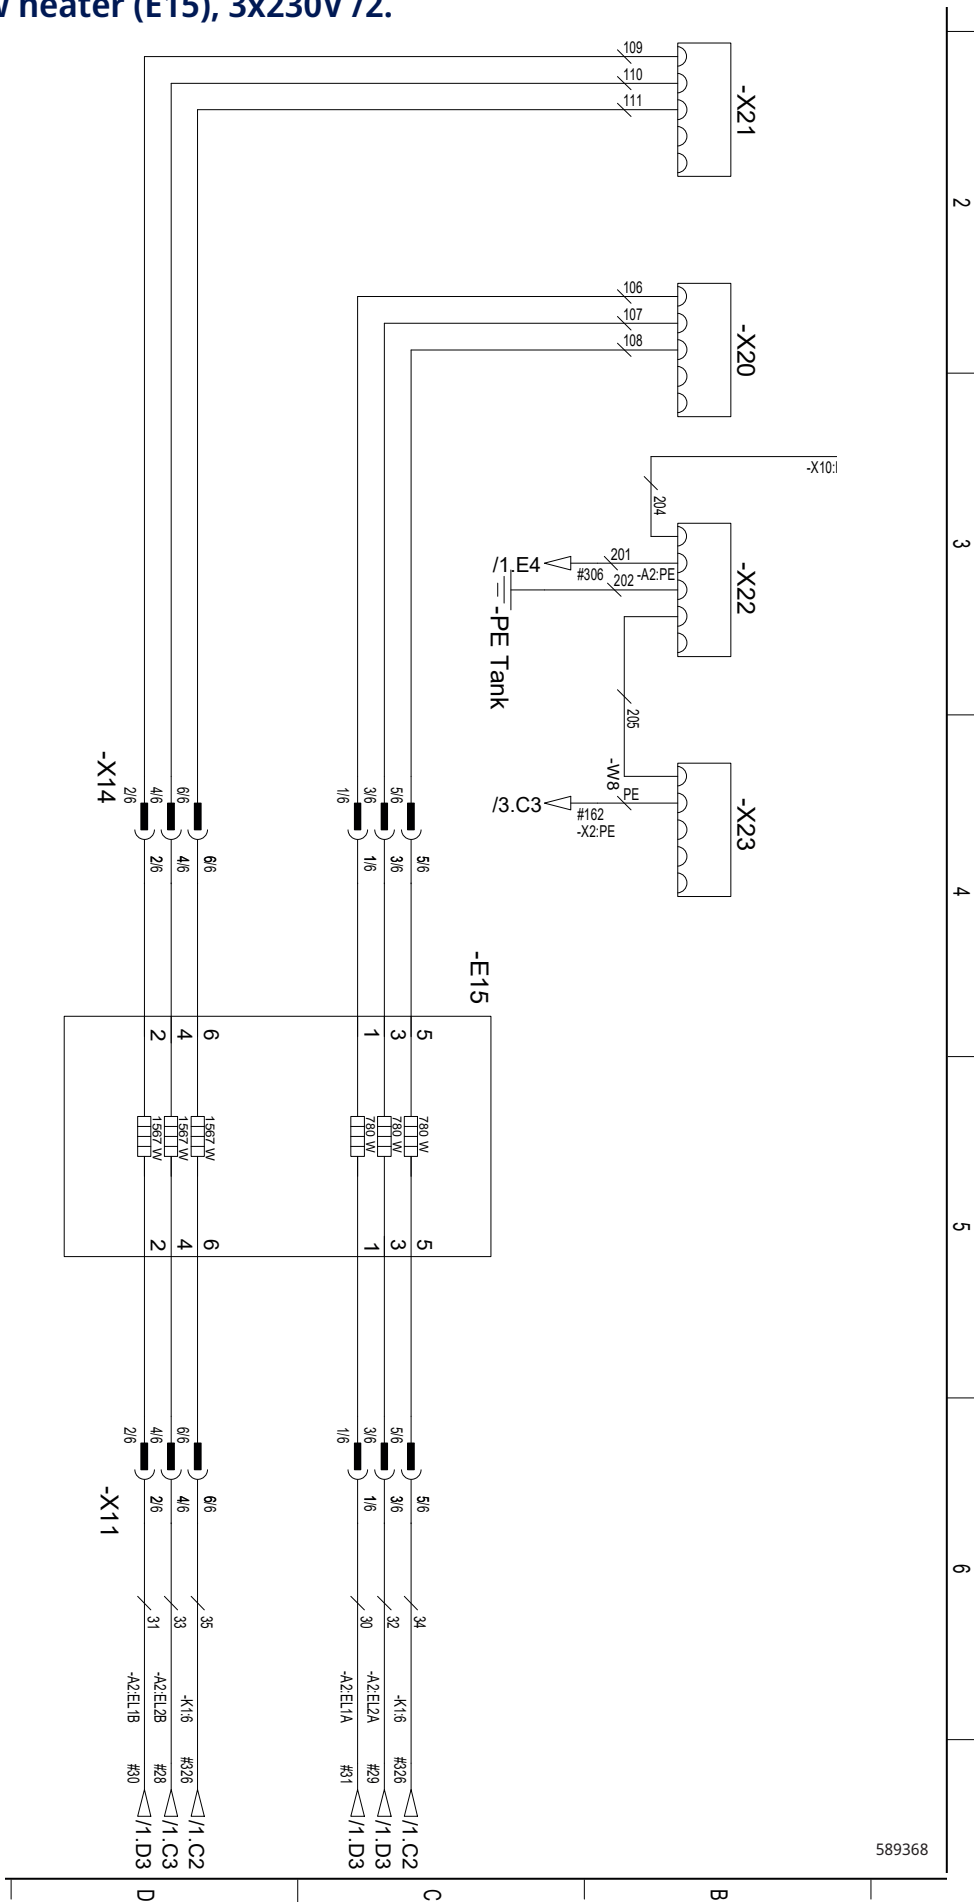 heater (E15), 3x230V /2.
109
110
111
-X21
2
106
107
108
-X20
-X10:
204
3
/1.E4
201
#306
202
-A2:PE
-X22
-PE Tank
205
-X14
2/6
4/6
6/6
1/6
3/6
5/6
-W8
PE
/3.C3
#162
-X2:PE
-X23
2/6
4/6
6/6
1/6
3/6
5/6
4
-E15
2
4
6
1
3
5
1567 W
1567 W
1567 W
780 W
780 W
780 W
5
2
4
6
1
3
5
2/6
4/6
6/6
1/6
3/6
5/6
-X11
2/6
4/6
6/6
1/6
3/6
5/6
6
31
33
35
30
32
34
-A2:EL1B
-A2:EL2B
-K1:6
-A2:EL1A
-A2:EL2A
-K1:6
#30
#28
#326
#31
#29
#326
/1.D3
/1.C3
/1.C2
/1.D3
/1.D3
/1.C2
589368
D
C
B